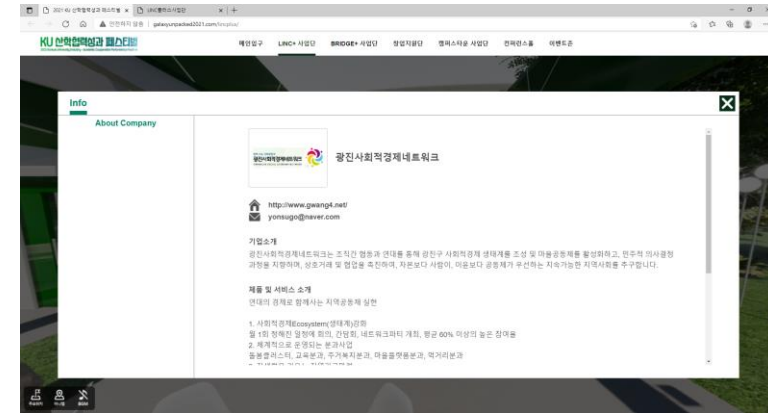 2021 KU 산학협력성과 페스티벌
LINC플러스사업단
galaxyunpacked2021.com/lincplus/
KU 산학협력성과 페스티벌
메인입구 LINC+ 사업단 BRIDGE+ 사업단 창업지원단 캠퍼스타운 사업단 컨퍼런스홀 이벤트존
Info
About Company
광진사회적경제네트워크
광진사회적경제네트워크
http://www.gwang4.net/
yonsugo@naver.com
기업소개
광진사회적경제네트워크는 조직간 협동과 연대를 통해 광진구 사회적경제 생태계를 조성 및 마을공동체를 활성화하고, 민주적 의사결정
과정을 지향하며, 상호거래 및 협업을 촉진하여, 자본보다 사람이, 이윤보다 공동체가 우선하는 지속가능한 지역사회를 추구합니다.
제품 및 서비스 소개
연대의 경제로 함께사는 지역공동체 실현
1. 사회적경제Ecosystem(생태계)강화
월 1회 정해진 일정에 회의, 간담회, 네트워크파티 개최, 평균 60% 이상의 높은 참여율
2. 체계적으로 운영되는 분과사업
돌봄클러스터, 교육분과, 주거복지분과, 마을플랫폼분과, 먹거리분과